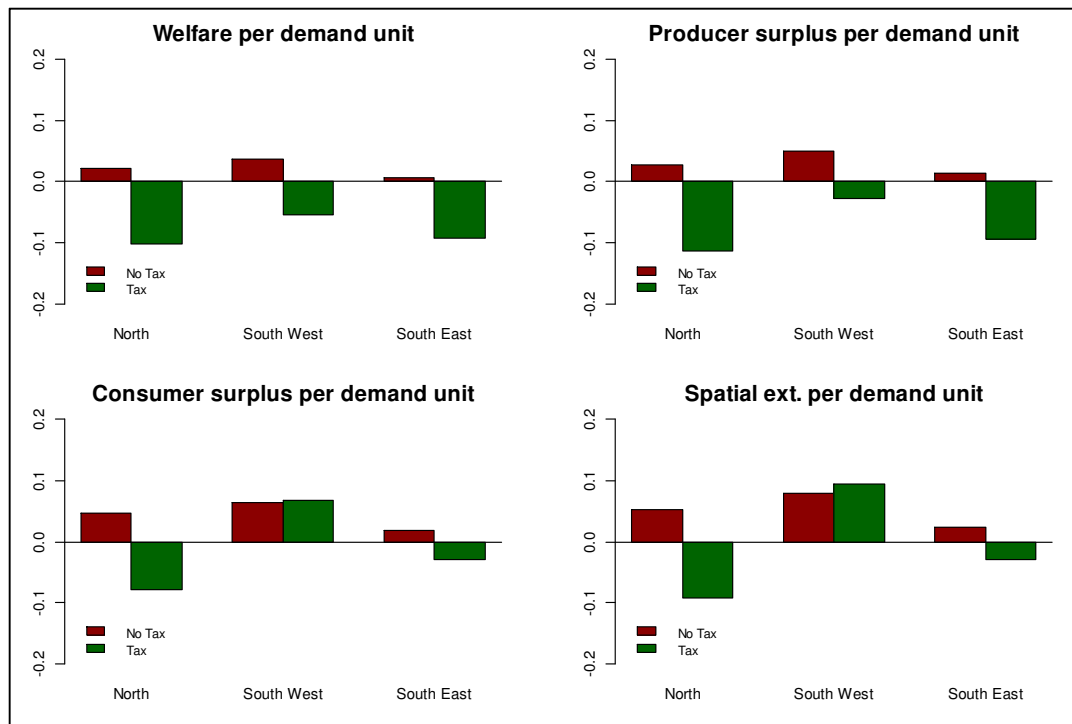 Welfare per demand unit
0.2
0.1
0.0
-0.1
-0.2
No Tax
Tax
North South West South East
Producer surplus per demand unit
0.2
0.1
0.0
-0.1
-0.2
No Tax
Tax
North South West South East
Consumer surplus per demand unit
0.2
0.1
0.0
-0.1
-0.2
No Tax
Tax
North South West South East
Spatial ext. per demand unit
0.2
0.1
0.0
-0.1
-0.2
No Tax
Tax
North South West South East